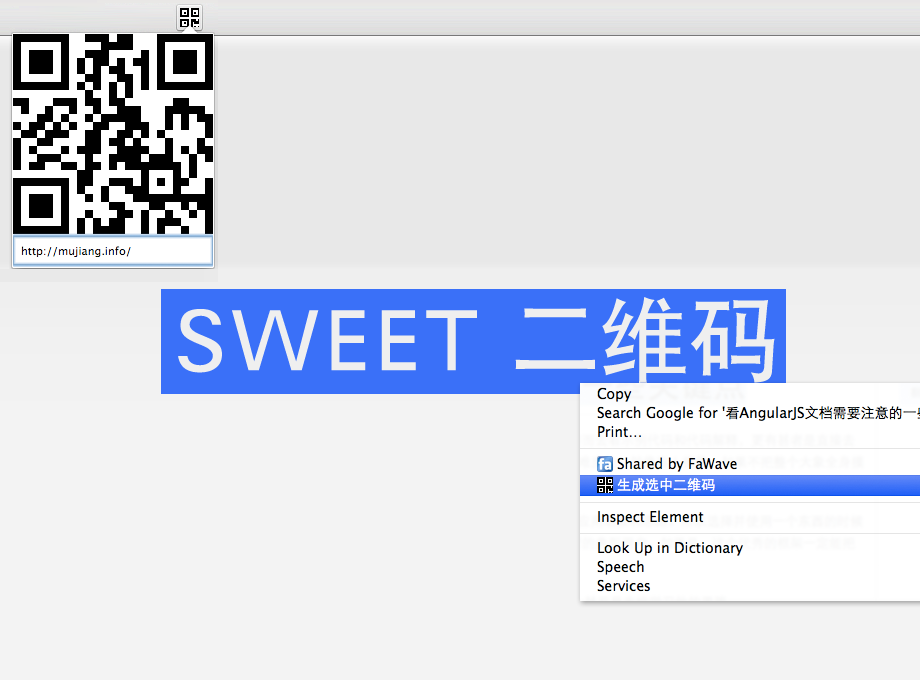 http://mujiang.info/
SWEET 二维码
Copy
Search Google for '看AngularJS文档需要注意的一些
Print...
fa Shared by FaWave
生成选中二维码
Inspect Element
Look Up in Dictionary
Speech
Services